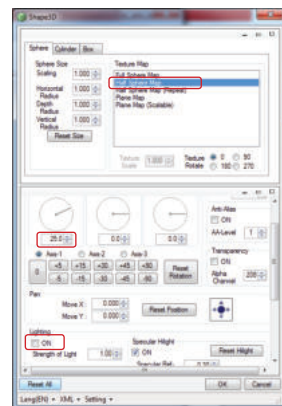 Shape3D
Sphere Cylinder Box
Sphere Size
Scaling 1.000
Horizontal Radius 1.000
Depth Radius 1.000
Vertical Radius 1.000
Reset Size
Texture Map
Full Sphere Map
Half Sphere Map
Half Sphere Map (Repeat)
Plane Map
Plane Map (Scalable)
Texture Scale 1.000
Texture Rotate 0 90 180 270
25.0 0.0 0.0
Axis-1 Axis-2 Axis-3
0 +5 +15 +30 +45 +90
-5 -15 -30 -45 -90
Reset Rotation
Anti-Alias
ON
AA-Level 1
Transparency
ON
Alpha Channel
Pan
Move X : 0.000
Move Y : 0.000
Reset Position
Lighting
ON
Strength of Light 1.00
Specular Hilight
ON
Specular Ref.
Reset Hilight
Reset All OK Cancel
Lang(EN) XML Setting